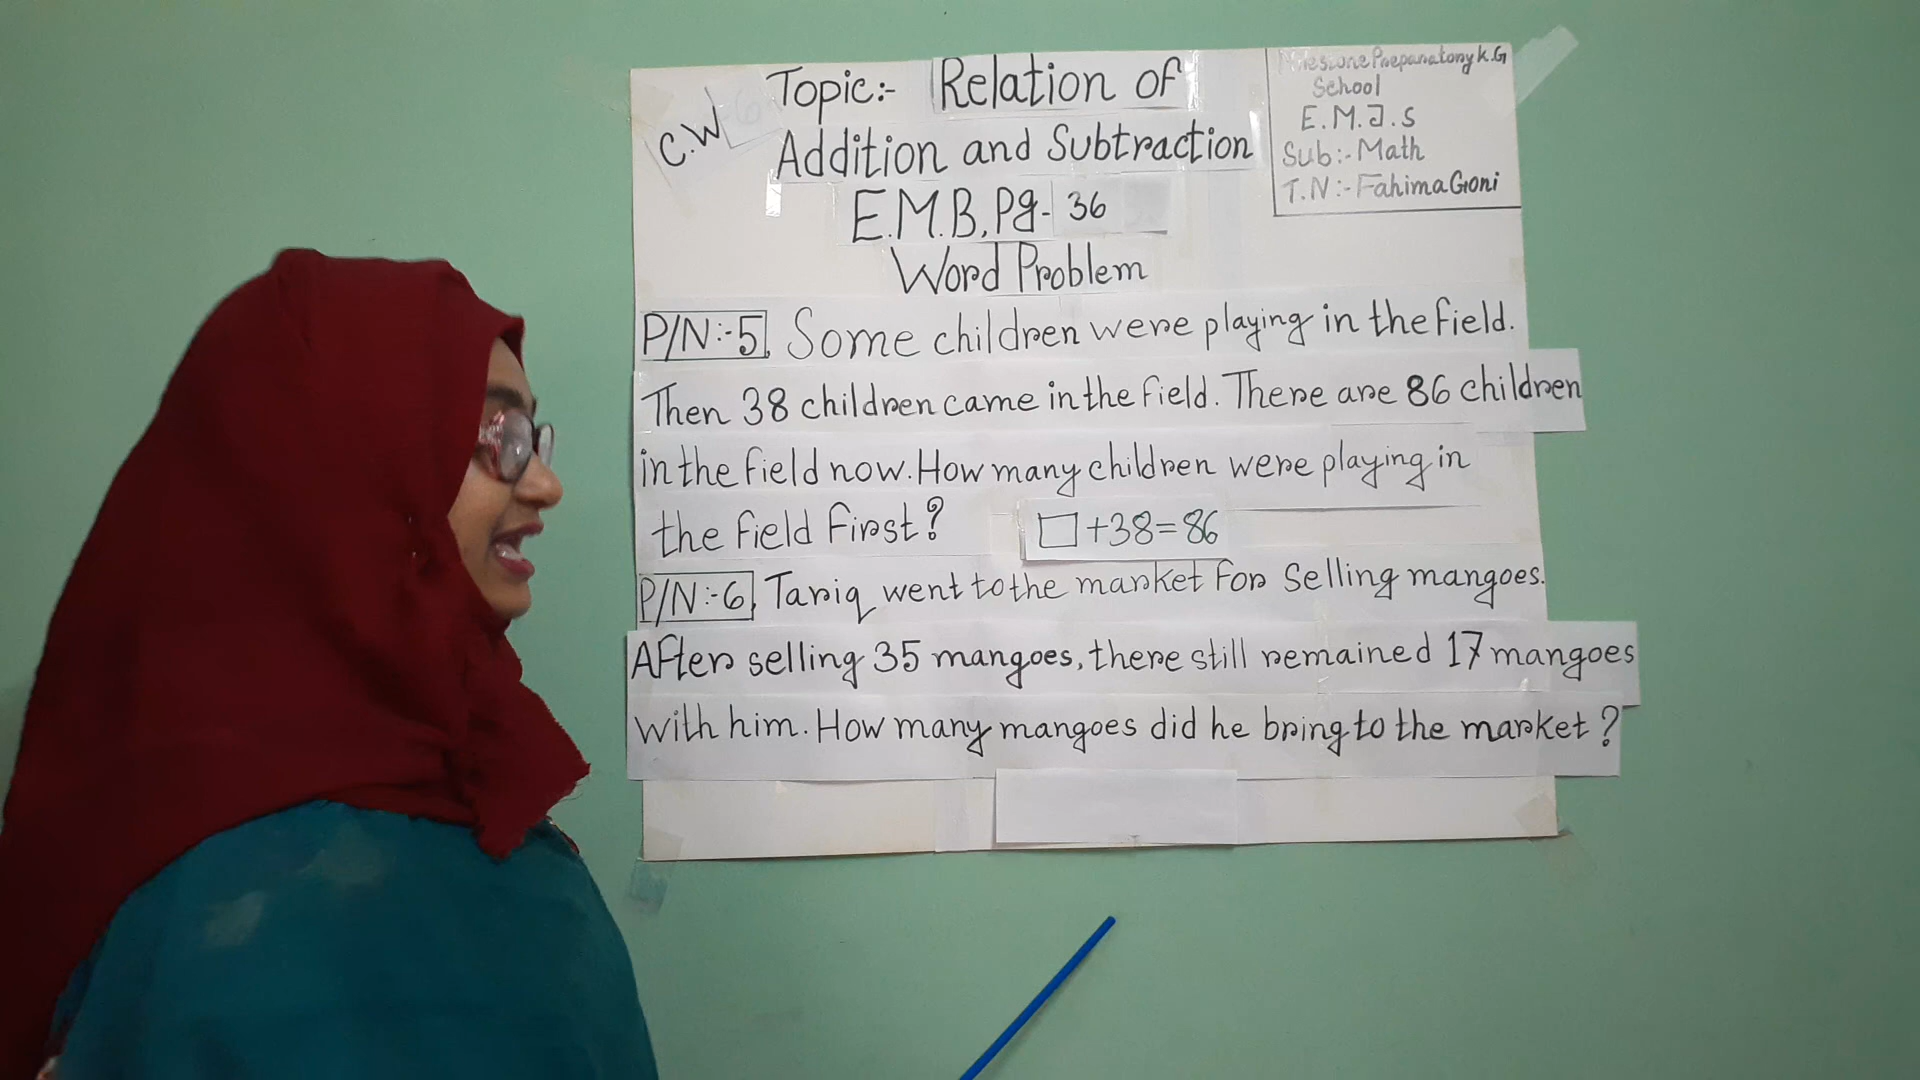 C.W
Topic:- Relation of
Addition and Subtraction
E.M.B, Pg- 36
Word Problem
Preparatory K.G
School
E.M.J.S
Sub:- Math
T.N:- Fahima Goni
P/N:-5, Some children were playing in the field.
Then 38 children came in the field. There are 86 children
in the field now. How many children were playing in
the field first? □+38=86
P/N:-6, Tariq went to the market for selling mangoes.
After selling 35 mangoes, there still remained 17 mangoes
with him. How many mangoes did he bring to the market?